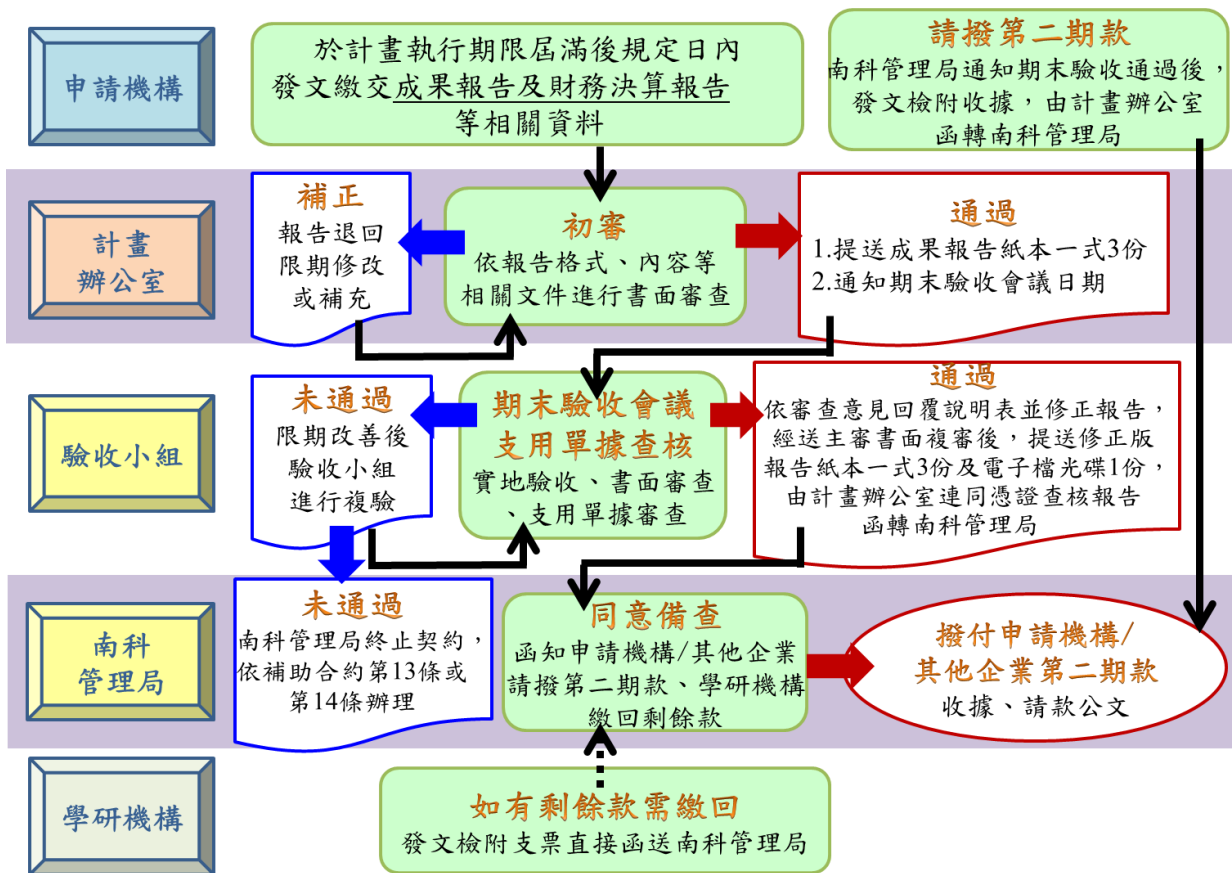 申請機構
於計畫執行期限屆滿後規定日內
發文繳交成果報告及財務決算報告
等相關資料
請撥第二期款
南科管理局通知期末驗收通過後，
發文檢附收據，由計畫辦公室
函轉南科管理局
計畫
辦公室
補正
報告退回
限期修改
或補充
初審
依報告格式、內容等
相關文件進行書面審查
通過
1.提送成果報告紙本一式3份
2.通知期末驗收會議日期
驗收小組
未通過
限期改善後
驗收小組
進行複驗
期末驗收會議
支用單據查核
實地驗收、書面審查
、支用單據審查
通過
依審查意見回覆說明表並修正報告，
經送主審書面複審後，提送修正版
報告紙本一式3份及電子檔光碟1份，
由計畫辦公室連同憑證查核報告
函轉南科管理局
南科
管理局
未通過
南科管理局終止契約，
依補助合約第13條或
第14條辦理
同意備查
函知申請機構/其他企業
請撥第二期款、學研機構
繳回剩餘款
撥付申請機構/
其他企業第二期款
收據、請款公文
學研機構
如有剩餘款需繳回
發文檢附支票直接函送南科管理局